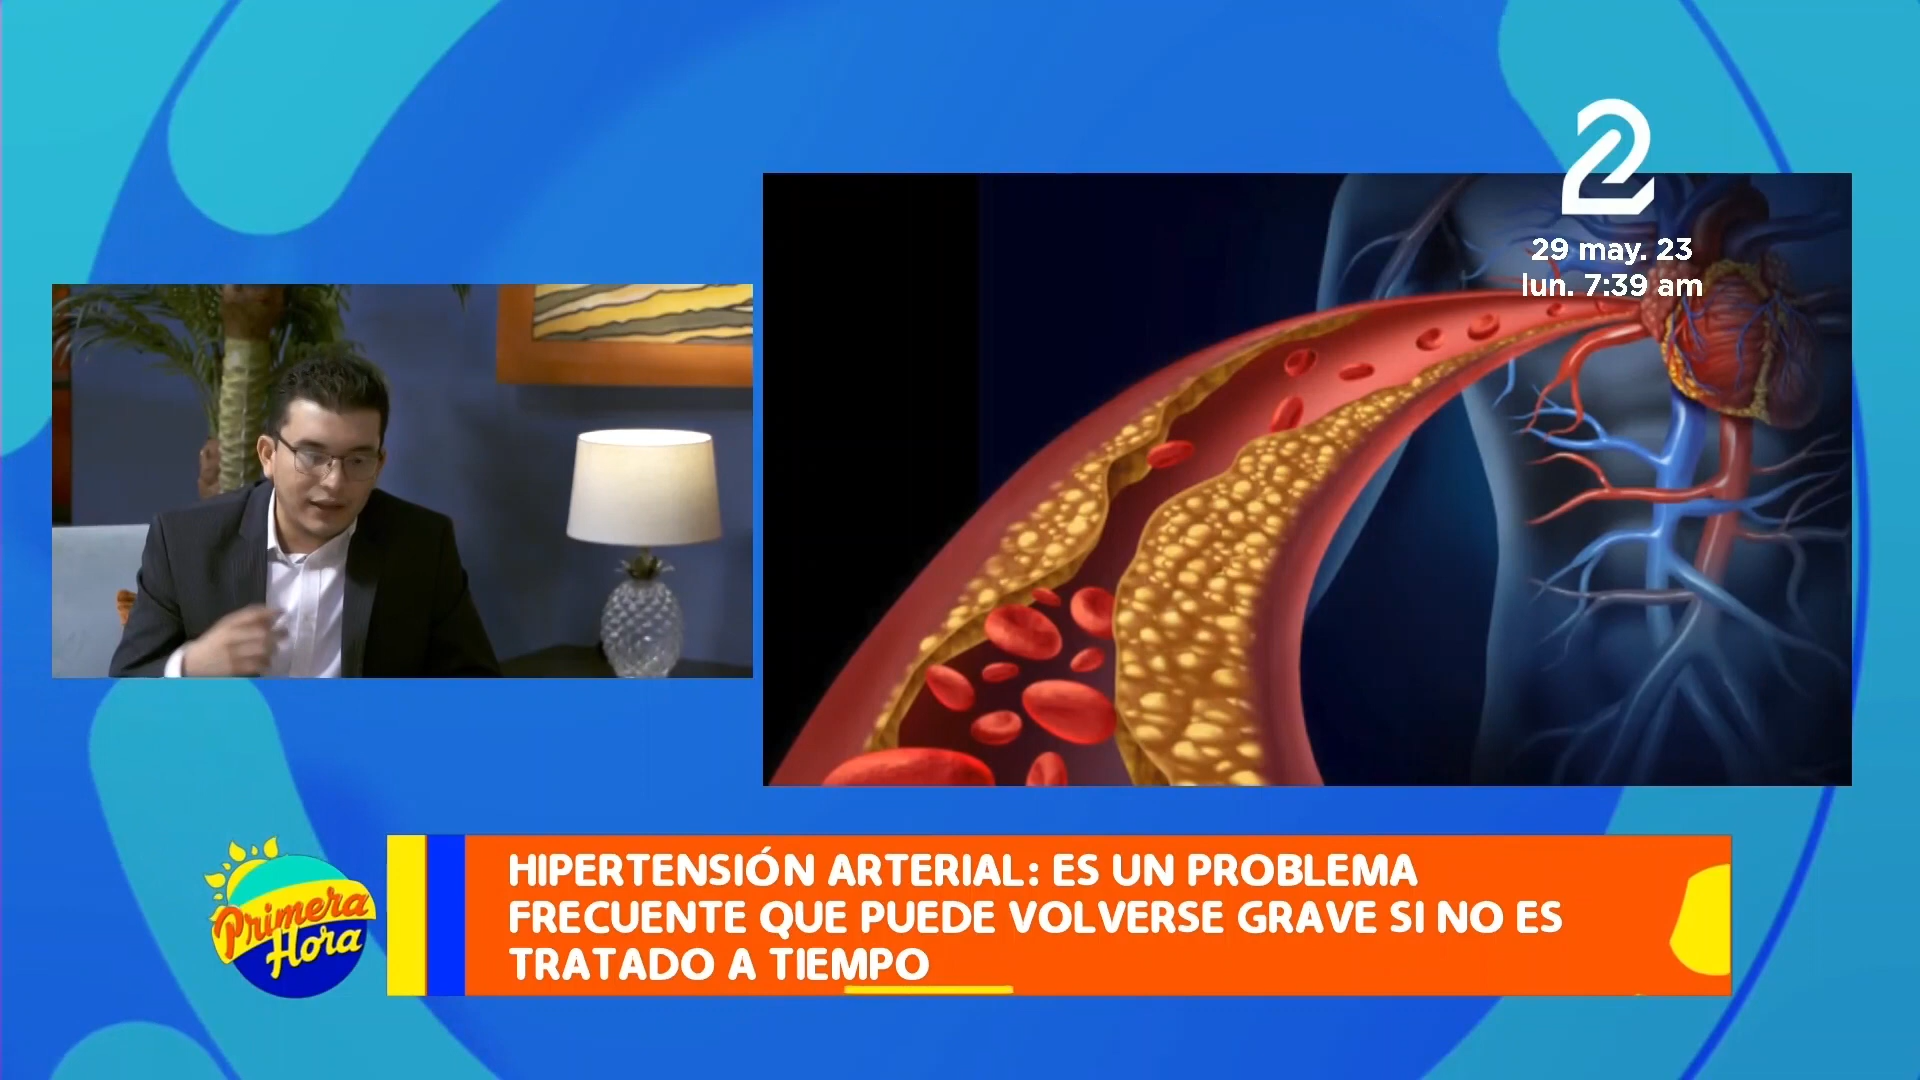 2
29 may. 23
lun. 7:39 am
Primera
Hora
HIPERTENSIÓN ARTERIAL: ES UN PROBLEMA
FRECUENTE QUE PUEDE VOLVERSE GRAVE SI NO ES
TRATADO A TIEMPO